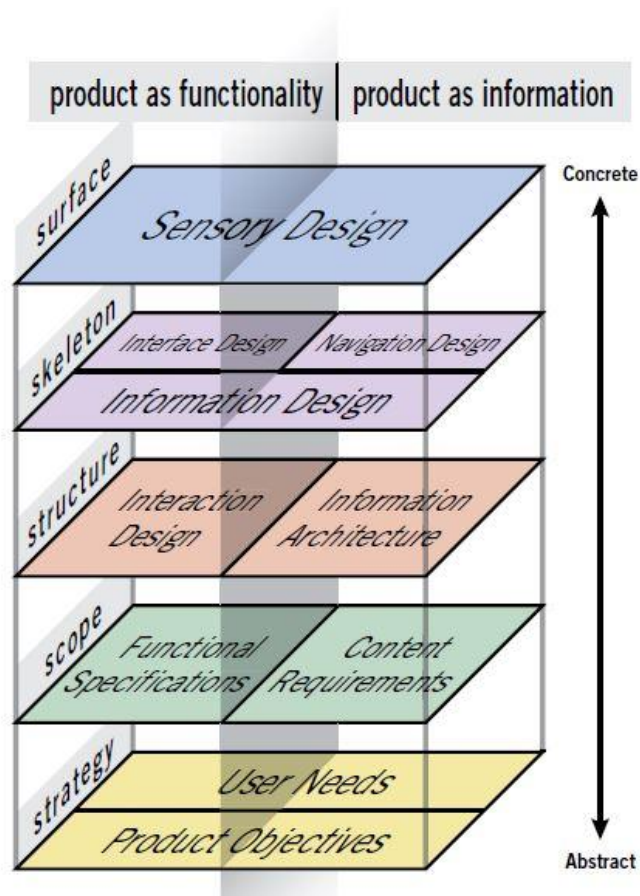 product as functionality
product as information
Concrete
surface
Sensory Design
skeleton
Interface Design
Navigation Design
Information Design
structure
Interaction
Design
Information
Architecture
scope
Functional
Specifications
Content
Requirements
strategy
User Needs
Product Objectives
Abstract